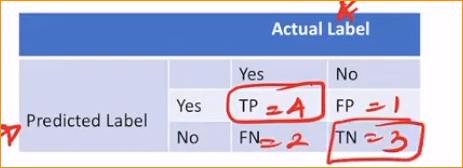 Actual Label
Yes No
Yes TP = 4 FP = 1
Predicted Label
No FN = 2 TN = 3